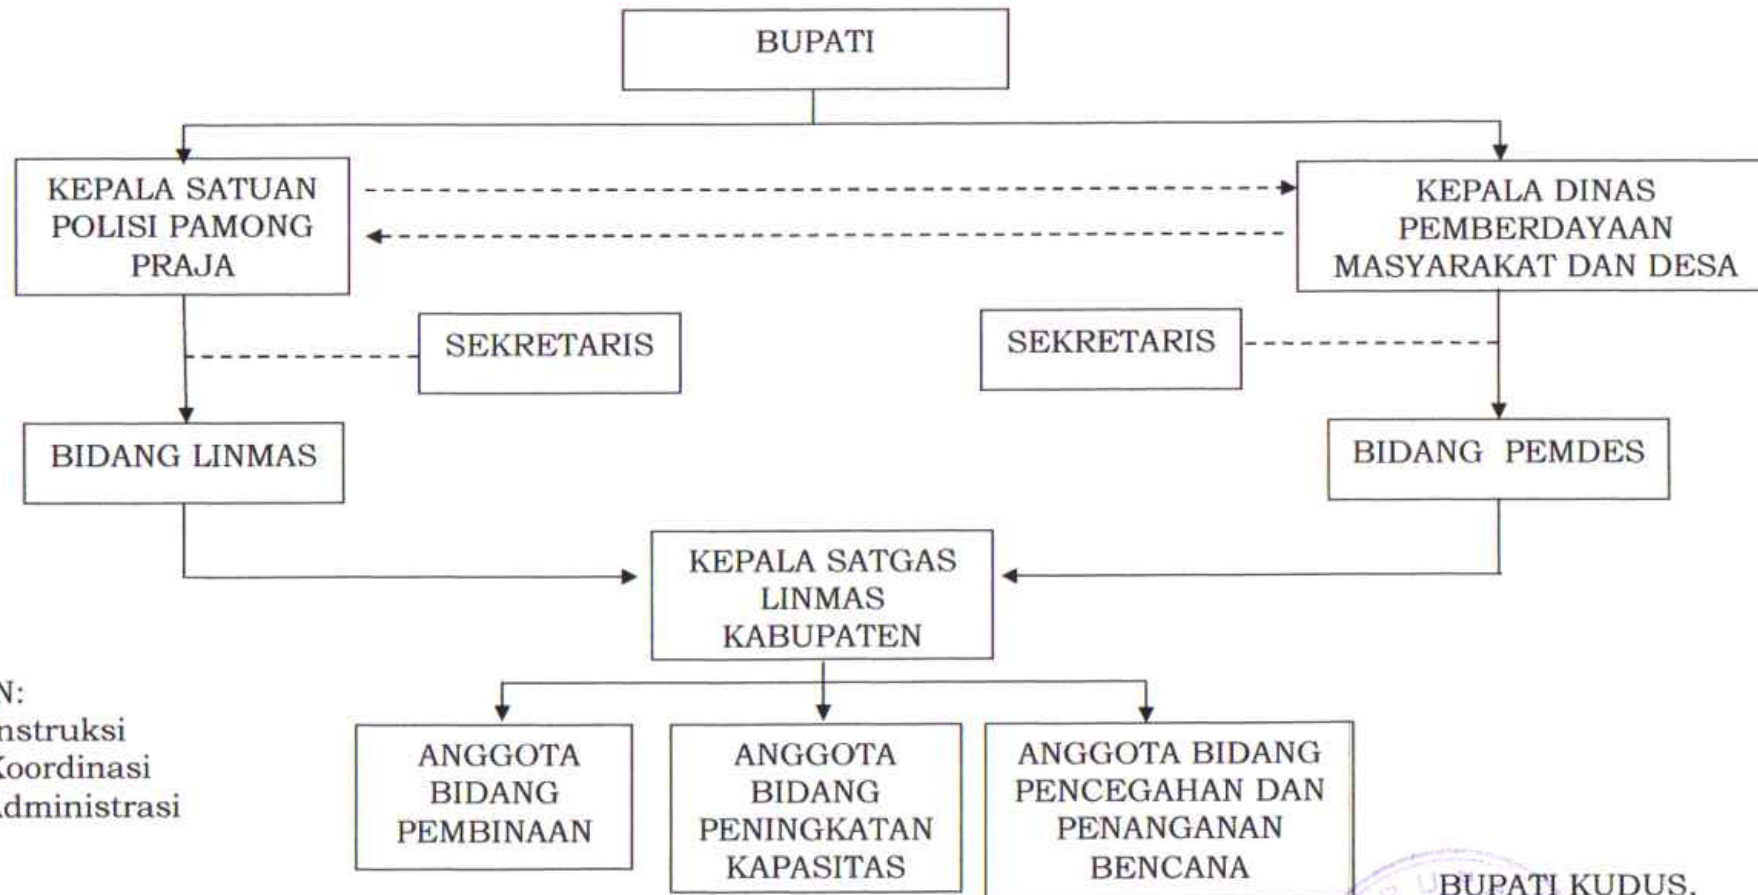 BUPATI
KEPALA SATUAN
POLISI PAMONG
PRAJA
KEPALA DINAS
PEMBERDAYAAN
MASYARAKAT DAN DESA
SEKRETARIS
SEKRETARIS
BIDANG LINMAS
BIDANG PEMDES
KEPALA SATGAS
LINMAS
KABUPATEN
N:
nstruksi
Koordinasi
Administrasi
ANGGOTA
BIDANG
PEMBINAAN
ANGGOTA
BIDANG
PENINGKATAN
KAPASITAS
ANGGOTA BIDANG
PENCEGAHAN DAN
PENANGANAN
BENCANA
BUPATI KUDUS,